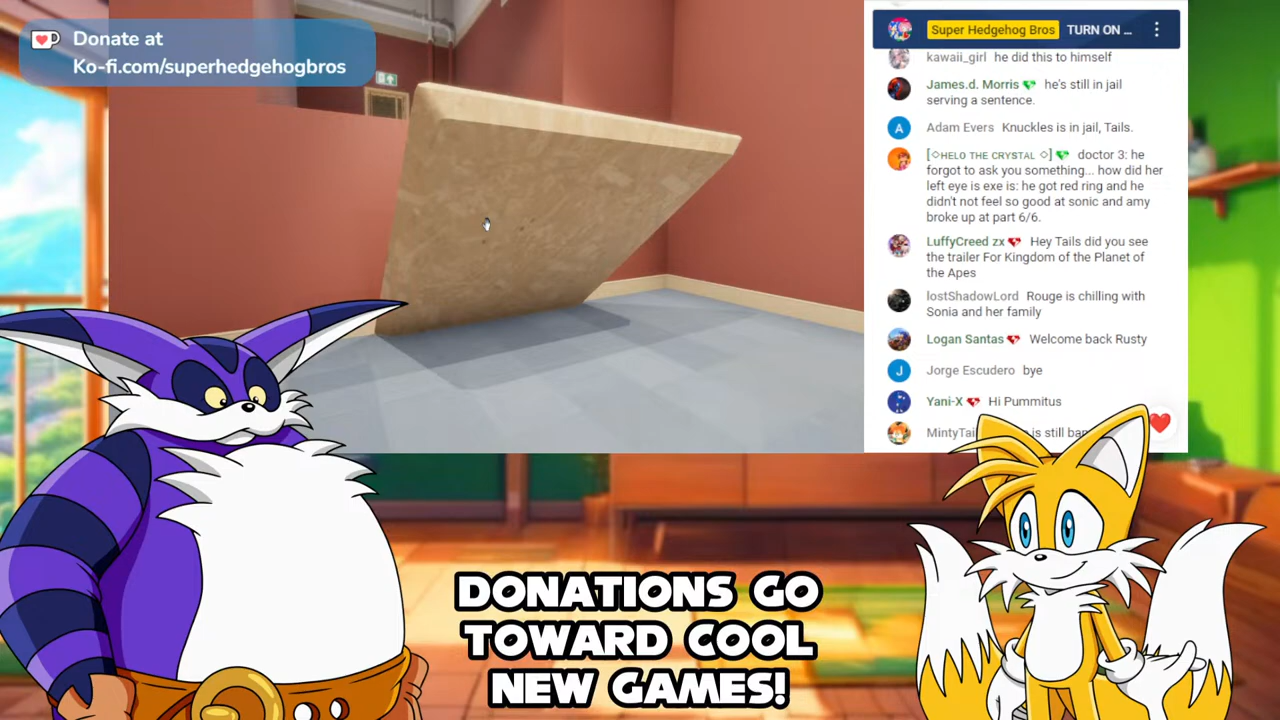 Donate at
Ko-fi.com/superhedgehogbros
Super Hedgehog Bros TURN ON ...
kawaii_girl he did this to himself
James.d. Morris he's still in jail
serving a sentence.
A Adam Evers Knuckles is in jail, Tails.
[◇HELO THE CRYSTAL ◇] doctor 3: he
forgot to ask you something... how did her
left eye is exe is: he got red ring and he
didn't not feel so good at sonic and amy
broke up at part 6/6.
LuffyCreed zx Hey Tails did you see
the trailer For Kingdom of the Planet of
the Apes
lostShadowLord Rouge is chilling with
Sonia and her family
Logan Santas Welcome back Rusty
J Jorge Escudero bye
Yani-X Hi Pummitus
is still
DONATIONS GO
TOWARD COOL
NEW GAMES!